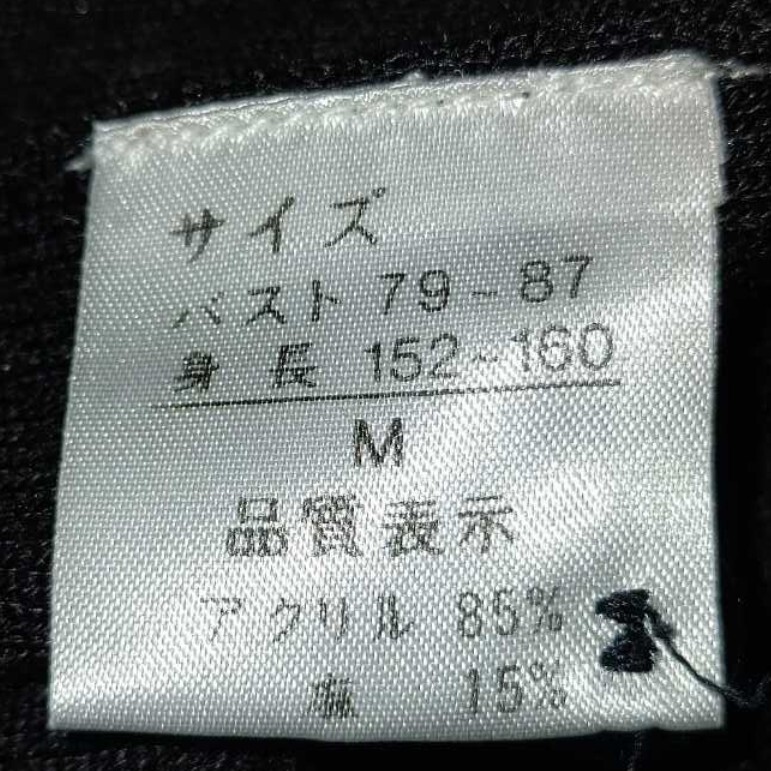 サイズ
バスト 79-87
身長 152~160
M
品質表示
アクリル 85%
麻 15%